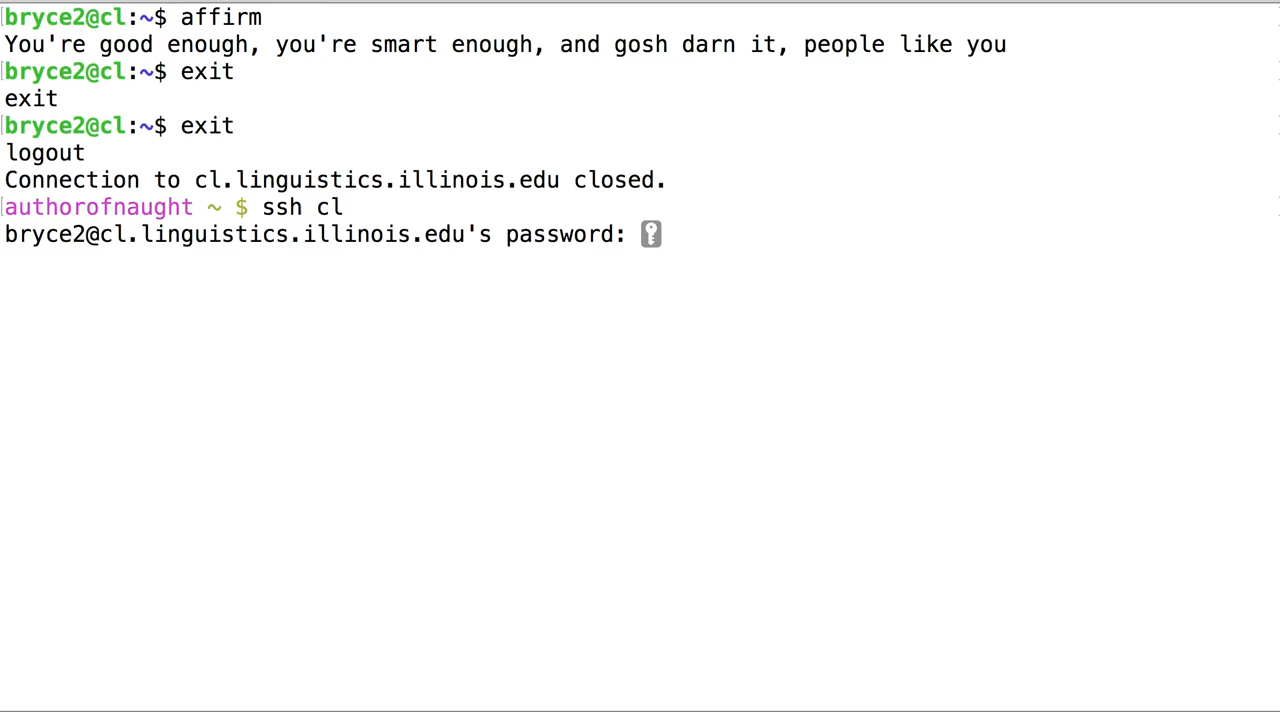 bryce2@cl:~$ affirm
You're good enough, you're smart enough, and gosh darn it, people like you
bryce2@cl:~$ exit
exit
bryce2@cl:~$ exit
logout
Connection to cl.linguistics.illinois.edu closed.
authorofnaught ~ $ ssh cl
bryce2@cl.linguistics.illinois.edu's password: